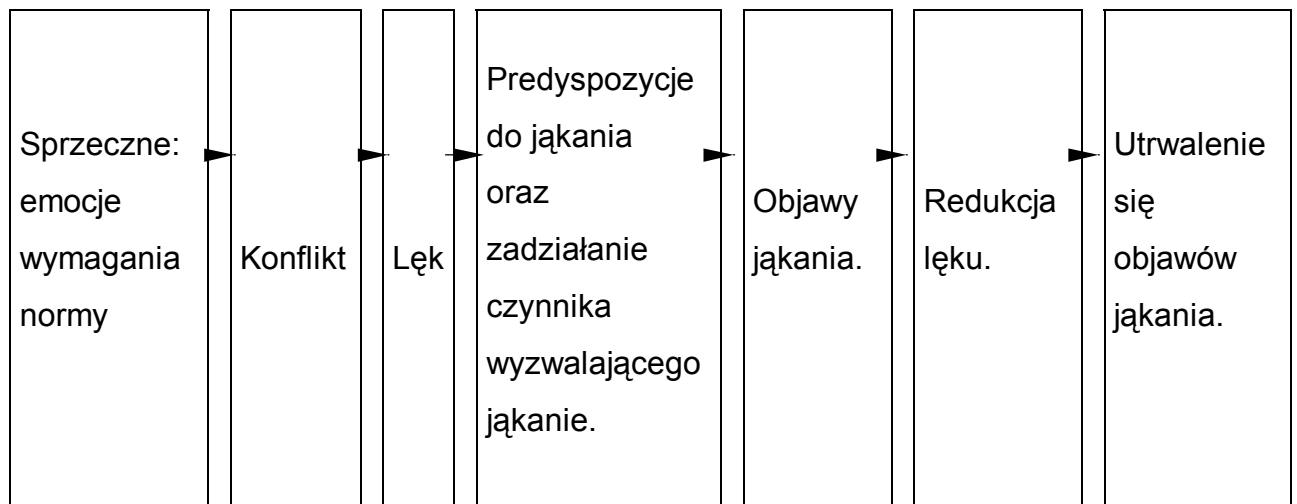 Sprzeczne:
emocje
wymagania
normy
Konflikt
Lęk
Predyspozycje
do jąkania
oraz
zadziałanie
czynnika
wyzwalającego
jąkanie.
Objawy
jąkania.
Redukcja
lęku.
Utrwalenie
się
objawów
jąkania.